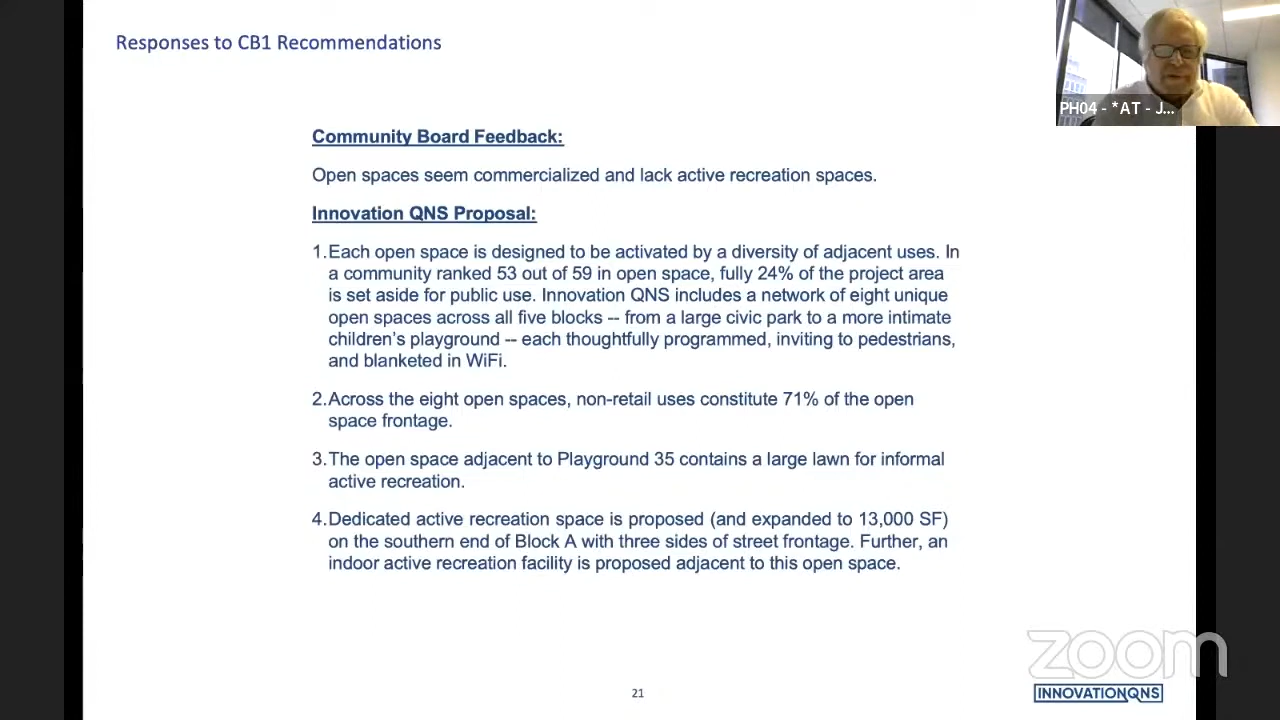 Responses to CB1 Recommendations
PH04 - *AT - J...
Community Board Feedback:
Open spaces seem commercialized and lack active recreation spaces.
Innovation QNS Proposal:
1. Each open space is designed to be activated by a diversity of adjacent uses. In
a community ranked 53 out of 59 in open space, fully 24% of the project area
is set aside for public use. Innovation QNS includes a network of eight unique
open spaces across all five blocks -- from a large civic park to a more intimate
children's playground -- each thoughtfully programmed, inviting to pedestrians,
and blanketed in WiFi.
2. Across the eight open spaces, non-retail uses constitute 71% of the open
space frontage.
3. The open space adjacent to Playground 35 contains a large lawn for informal
active recreation.
4. Dedicated active recreation space is proposed (and expanded to 13,000 SF)
on the southern end of Block A with three sides of street frontage. Further, an
indoor active recreation facility is proposed adjacent to this open space.
zoom
INNOVATIONQNS
21